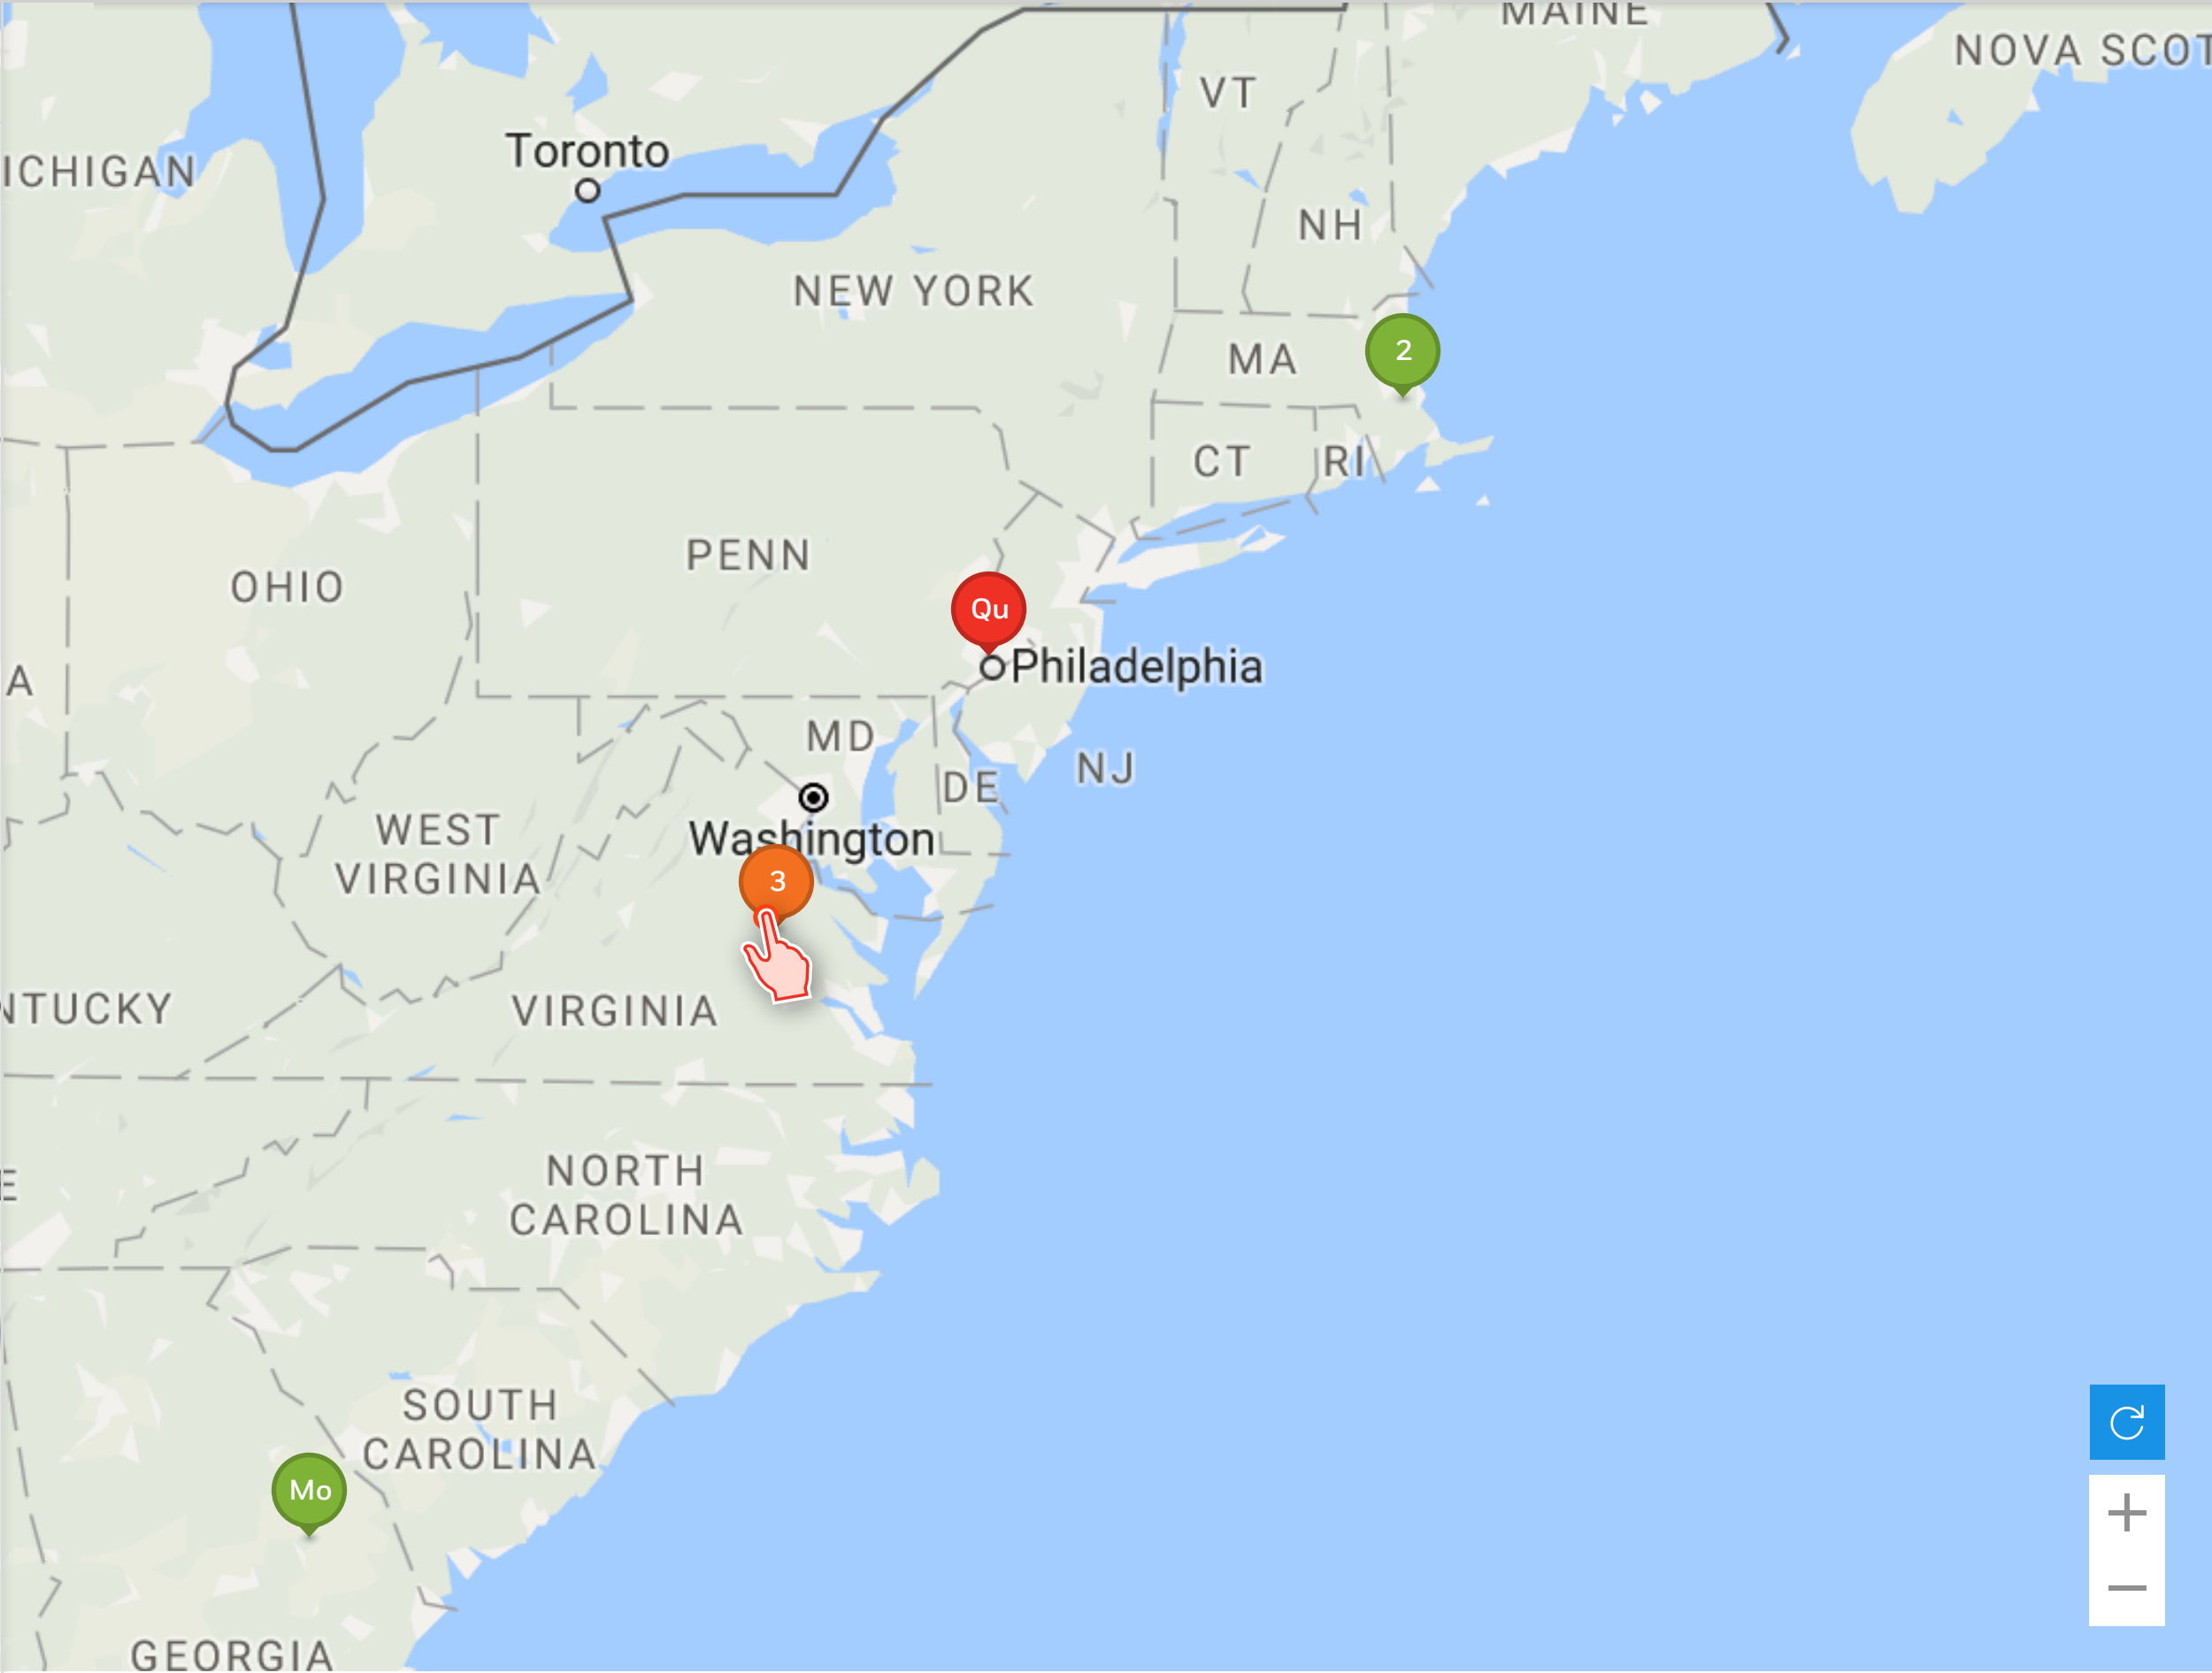 MAINE
NOVA SCOT
VT
Toronto
ICHIGAN
NH
NEW YORK
2
MA
CT
RI
PENN
OHIO
Qu
Philadelphia
A
MD
NJ
DE
WEST
VIRGINIA
Washington
3
NTUCKY
VIRGINIA
NORTH
CAROLINA
E
SOUTH
CAROLINA
Mo
GEORGIA